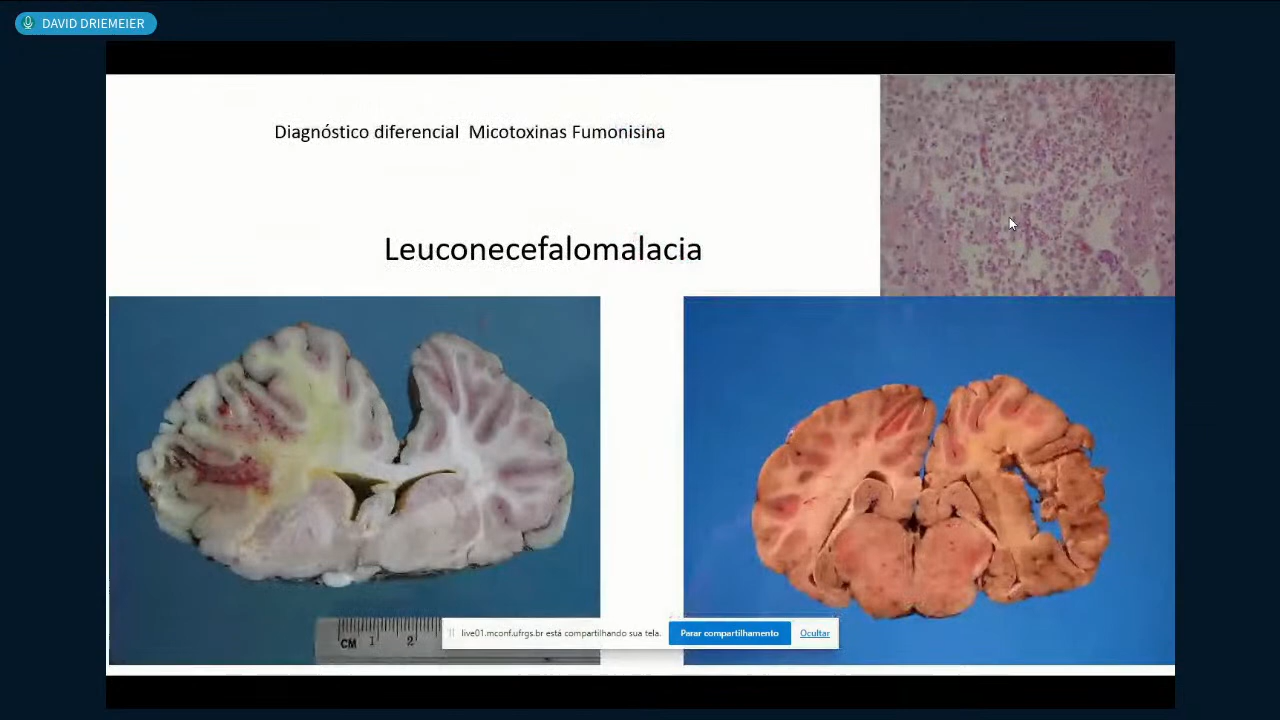 DAVID DRIEMEIER
Diagnóstico diferencial Micotoxinas Fumonisina
Leuconecefalomalacia
CM 1 2
live01.mconf.ufrgs.br está compartilhando sua tela.
Parar compartilhamento
Ocultar